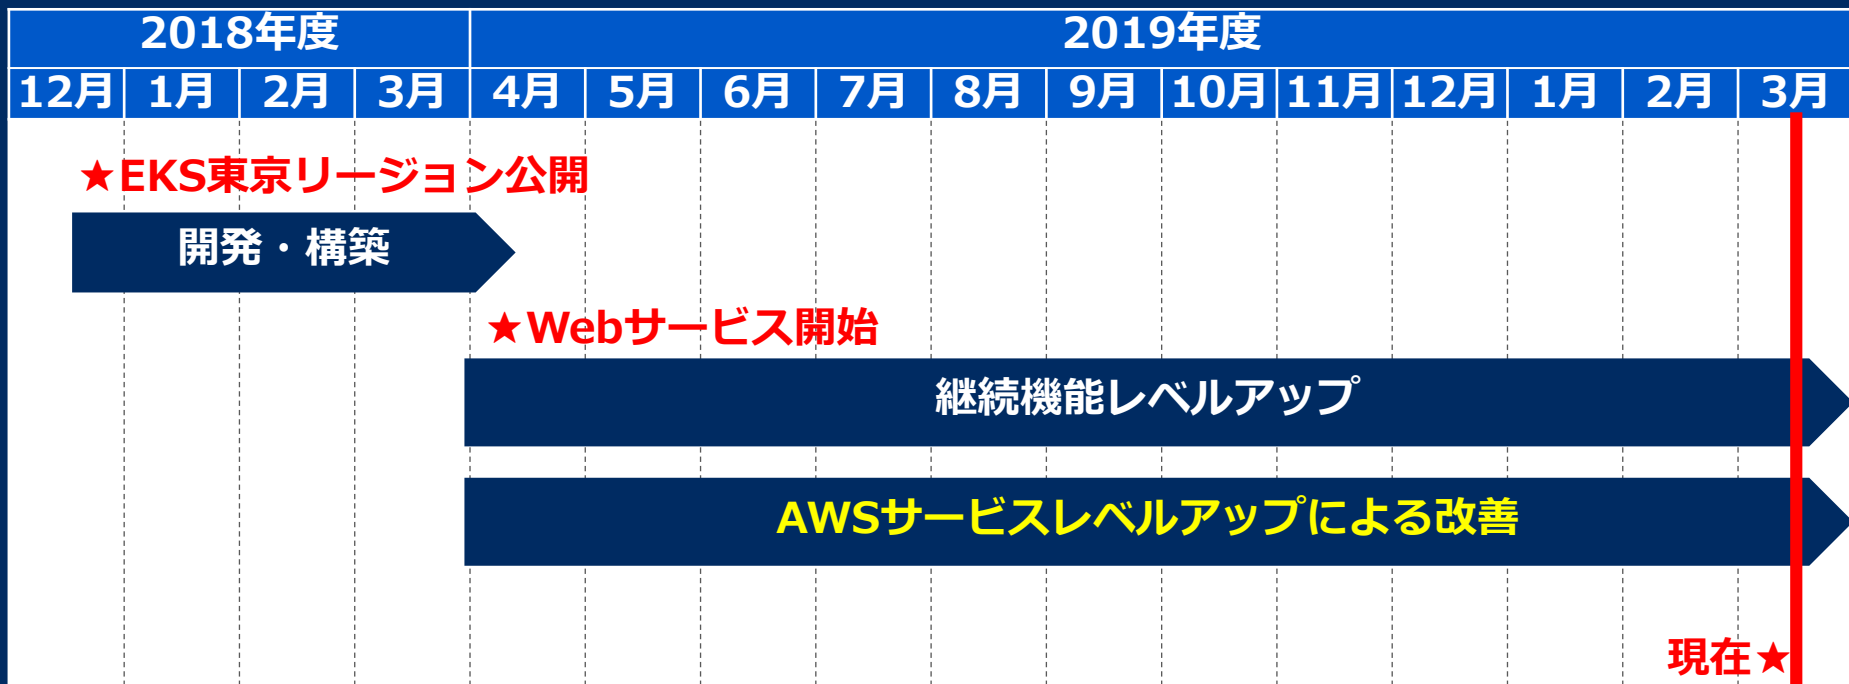 2018年度 2019年度
12月 1月 2月 3月 4月 5月 6月 7月 8月 9月 10月 11月 12月 1月 2月 3月
★EKS東京リージョン公開
開発・構築
★Webサービス開始
継続機能レベルアップ
AWSサービスレベルアップによる改善
現在★